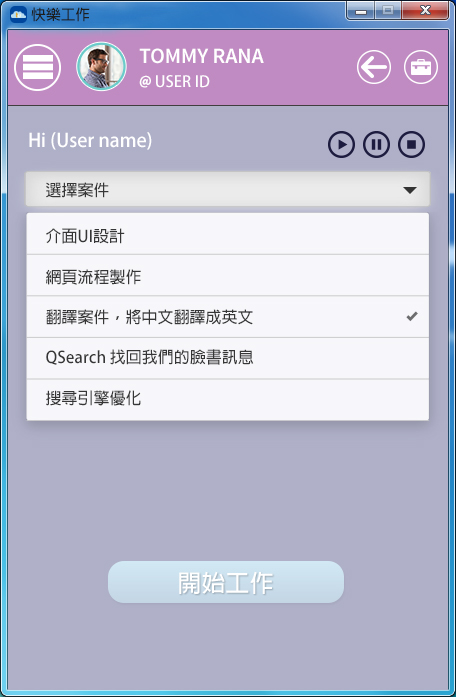 快樂工作
TOMMY RANA
@ USER ID
Hi (User name)
選擇案件
介面UI設計
網頁流程製作
翻譯案件，將中文翻譯成英文
QSearch 找回我們的臉書訊息
搜尋引擎優化
開始工作